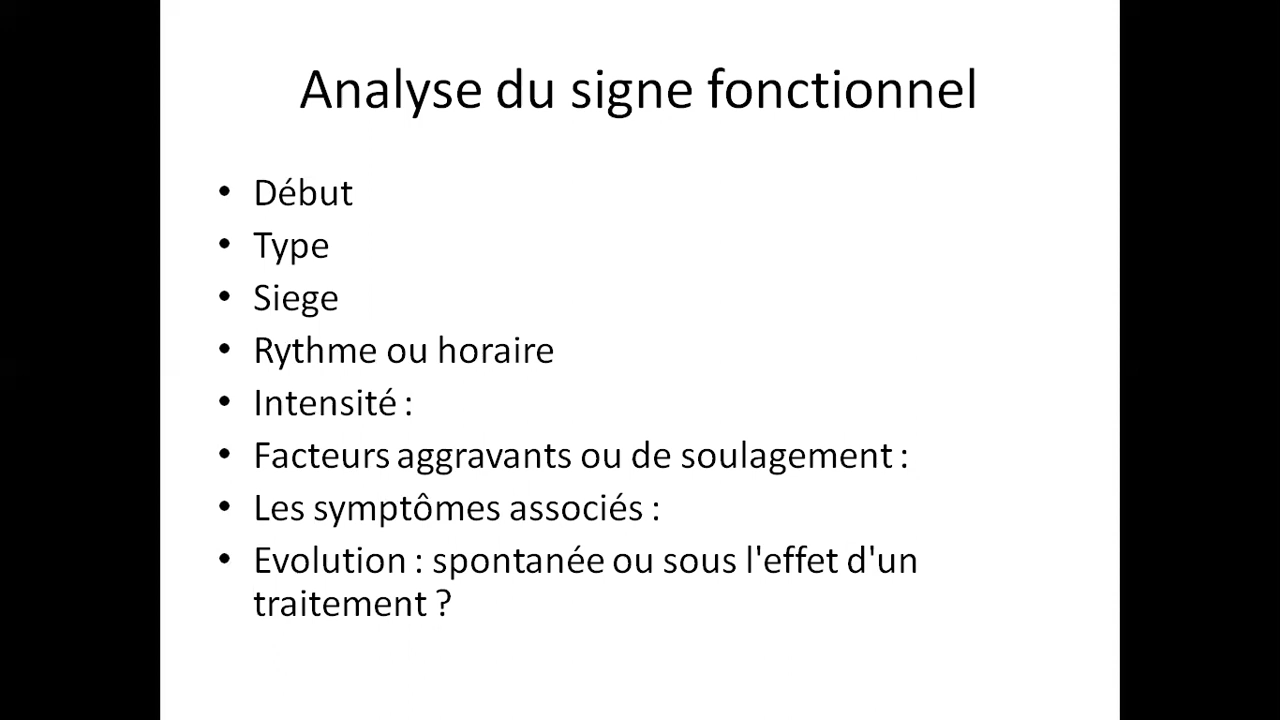 Analyse du signe fonctionnel
• Début
• Type
• Siege
• Rythme ou horaire
• Intensité :
• Facteurs aggravants ou de soulagement :
• Les symptômes associés :
• Evolution : spontanée ou sous l'effet d'un
traitement ?